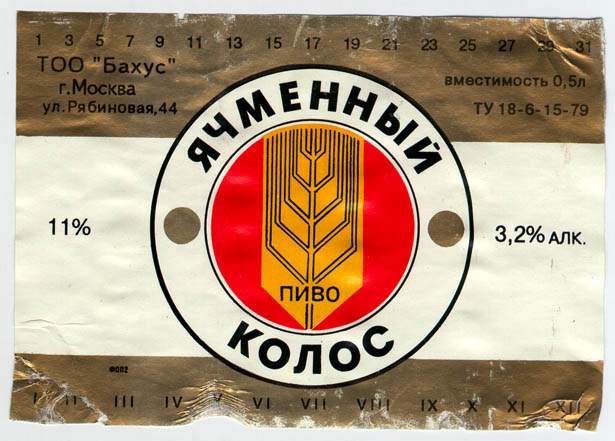 1 3 5 7 9 11 13 15 17 19 21 23 25 27 29 31
ТОО "Бахус"
г.Москва
ул.Рябиновая,44
вместимость 0,5л
ТУ 18-6-15-79
ЯЧМЕННЫЙ
11%
3,2% АЛК.
ПИВО
КОЛОС
I II III IV V VI VII VIII IX X XI XII